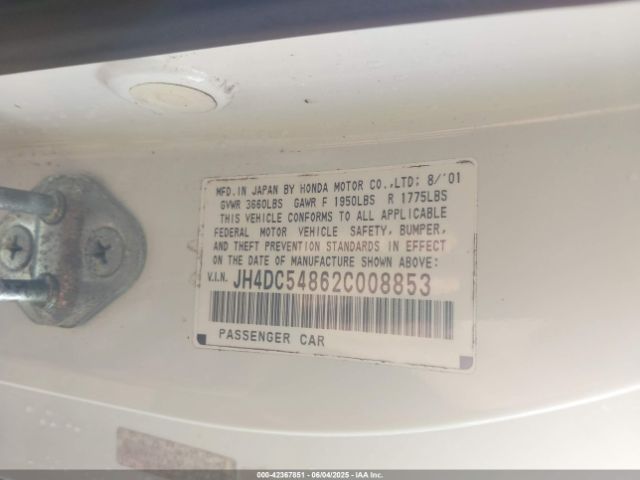 MFD. IN JAPAN BY HONDA MOTOR CO.,LTD; 8/'01
GVWR 3660LBS GAWR F 1950LBS R 1775LBS
THIS VEHICLE CONFORMS TO ALL APPLICABLE
FEDERAL MOTOR VEHICLE SAFETY, BUMPER,
AND THEFT PREVENTION STANDARDS IN EFFECT
ON THE DATE OF MANUFACTURE SHOWN ABOVE:
V.I.N. JH4DC54862C008853
PASSENGER CAR
000-42367851 - 06/04/2025 - IAA Inc.